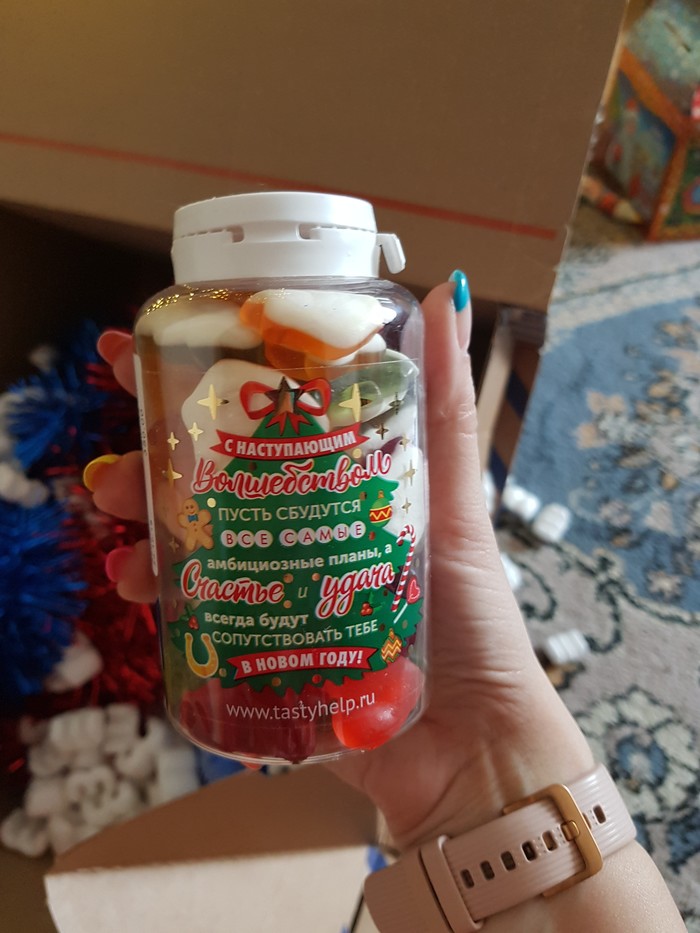 С НАСТУПАЮЩИМ
Волшебством
ПУСТЬ СБУДУТСЯ
ВСЕ САМЫЕ
амбициозные планы, а
Счастье и удача
всегда будут
СОПУТСТВОВАТЬ ТЕБЕ
В НОВОМ ГОДУ!
www.tastyhelp.ru